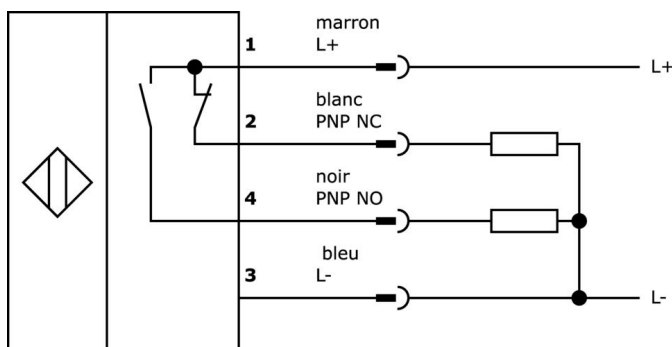 marron
1 L+
L+
blanc
2 PNP NC
noir
4 PNP NO
bleu
3 L-
L-